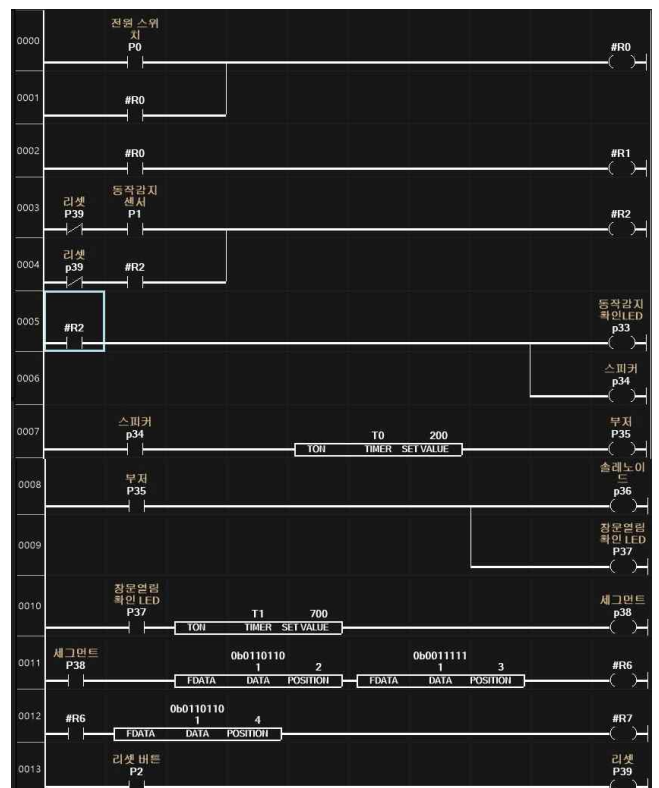 전원 스위
치
0000 P0 #R0
0001 #R0
0002 #R0 #R1
동작감지
리셋 센서
0003 P39 P1 #R2
리셋
0004 p39 #R2
동작감지
확인LED
0005 #R2 p33
스피커
0006 p34
스피커 부저
0007 p34 T0 200 P35
TON TIMER SET VALUE
솔레노이
드
부저
0008 P35 p36
장문열림
확인 LED
0009 P37
장문열림
확인 LED 세그먼트
0010 P37 T1 700 p38
TON TIMER SET VALUE
세그먼트 0b0110110 0b0011111
0011 P38 1 2 1 3 #R6
FDATA DATA POSITION FDATA DATA POSITION
0b0110110
0012 #R6 1 4 #R7
FDATA DATA POSITION
리셋 버튼 리셋
0013 P2 P39